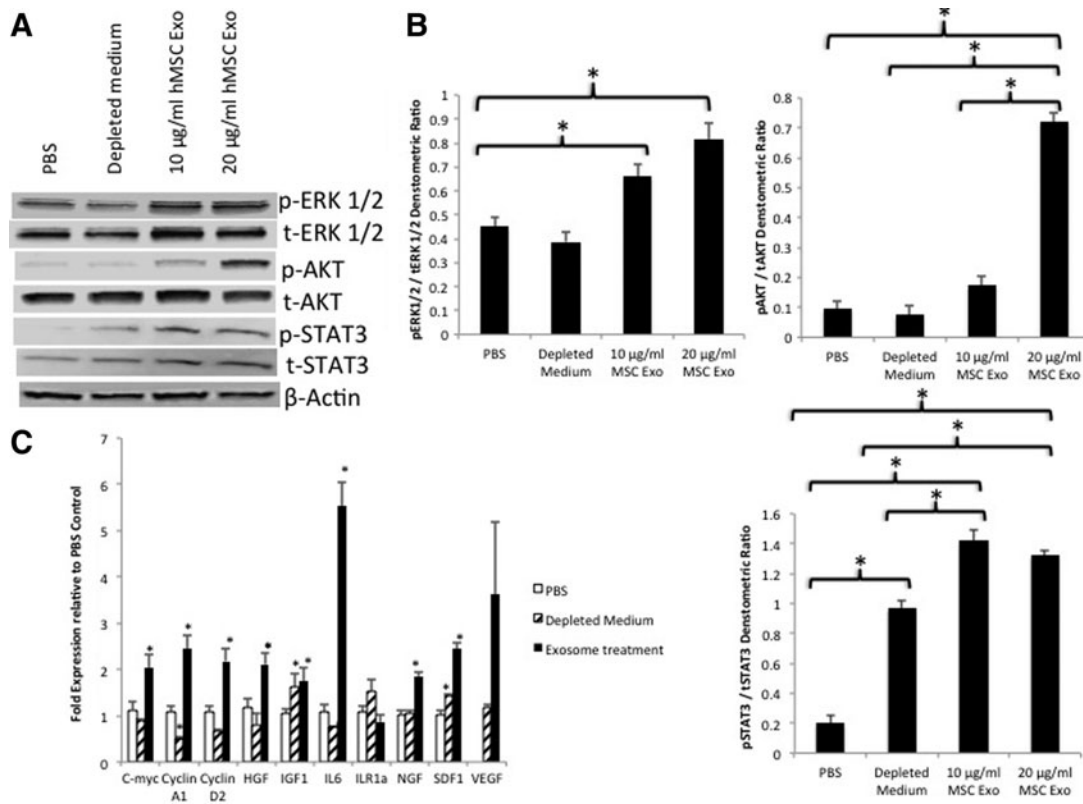 A
PBS
Depleted medium
10 µg/ml hMSC Exo
20 µg/ml hMSC Exo
p-ERK 1/2
t-ERK 1/2
p-AKT
t-AKT
p-STAT3
t-STAT3
β-Actin
B
pERK1/2 / tERK 1/2 Denstometric Ratio
1
0.9
0.8
0.7
0.6
0.5
0.4
0.3
0.2
0.1
0
*
*
PBS
Depleted Medium
10 µg/ml MSC Exo
20 µg/ml MSC Exo
pAKT / tAKT Denstometric Ratio
0.8
0.7
0.6
0.5
0.4
0.3
0.2
0.1
0
*
*
*
PBS
Depleted Medium
10 µg/ml MSC Exo
20 µg/ml MSC Exo
C
Fold Expression relative to PBS Control
7
6
5
4
3
2
1
0
* * * * * * * * * * *
C-myc
Cyclin A1
Cyclin D2
HGF
IGF1
IL6
ILR1a
NGF
SDF1
VEGF
PBS
Depleted Medium
Exosome treatment
pSTAT3 / tSTAT3 Denstometric Ratio
1.6
1.4
1.2
1
0.8
0.6
0.4
0.2
0
*
*
*
*
*
PBS
Depleted Medium
10 µg/ml MSC Exo
20 µg/ml MSC Exo